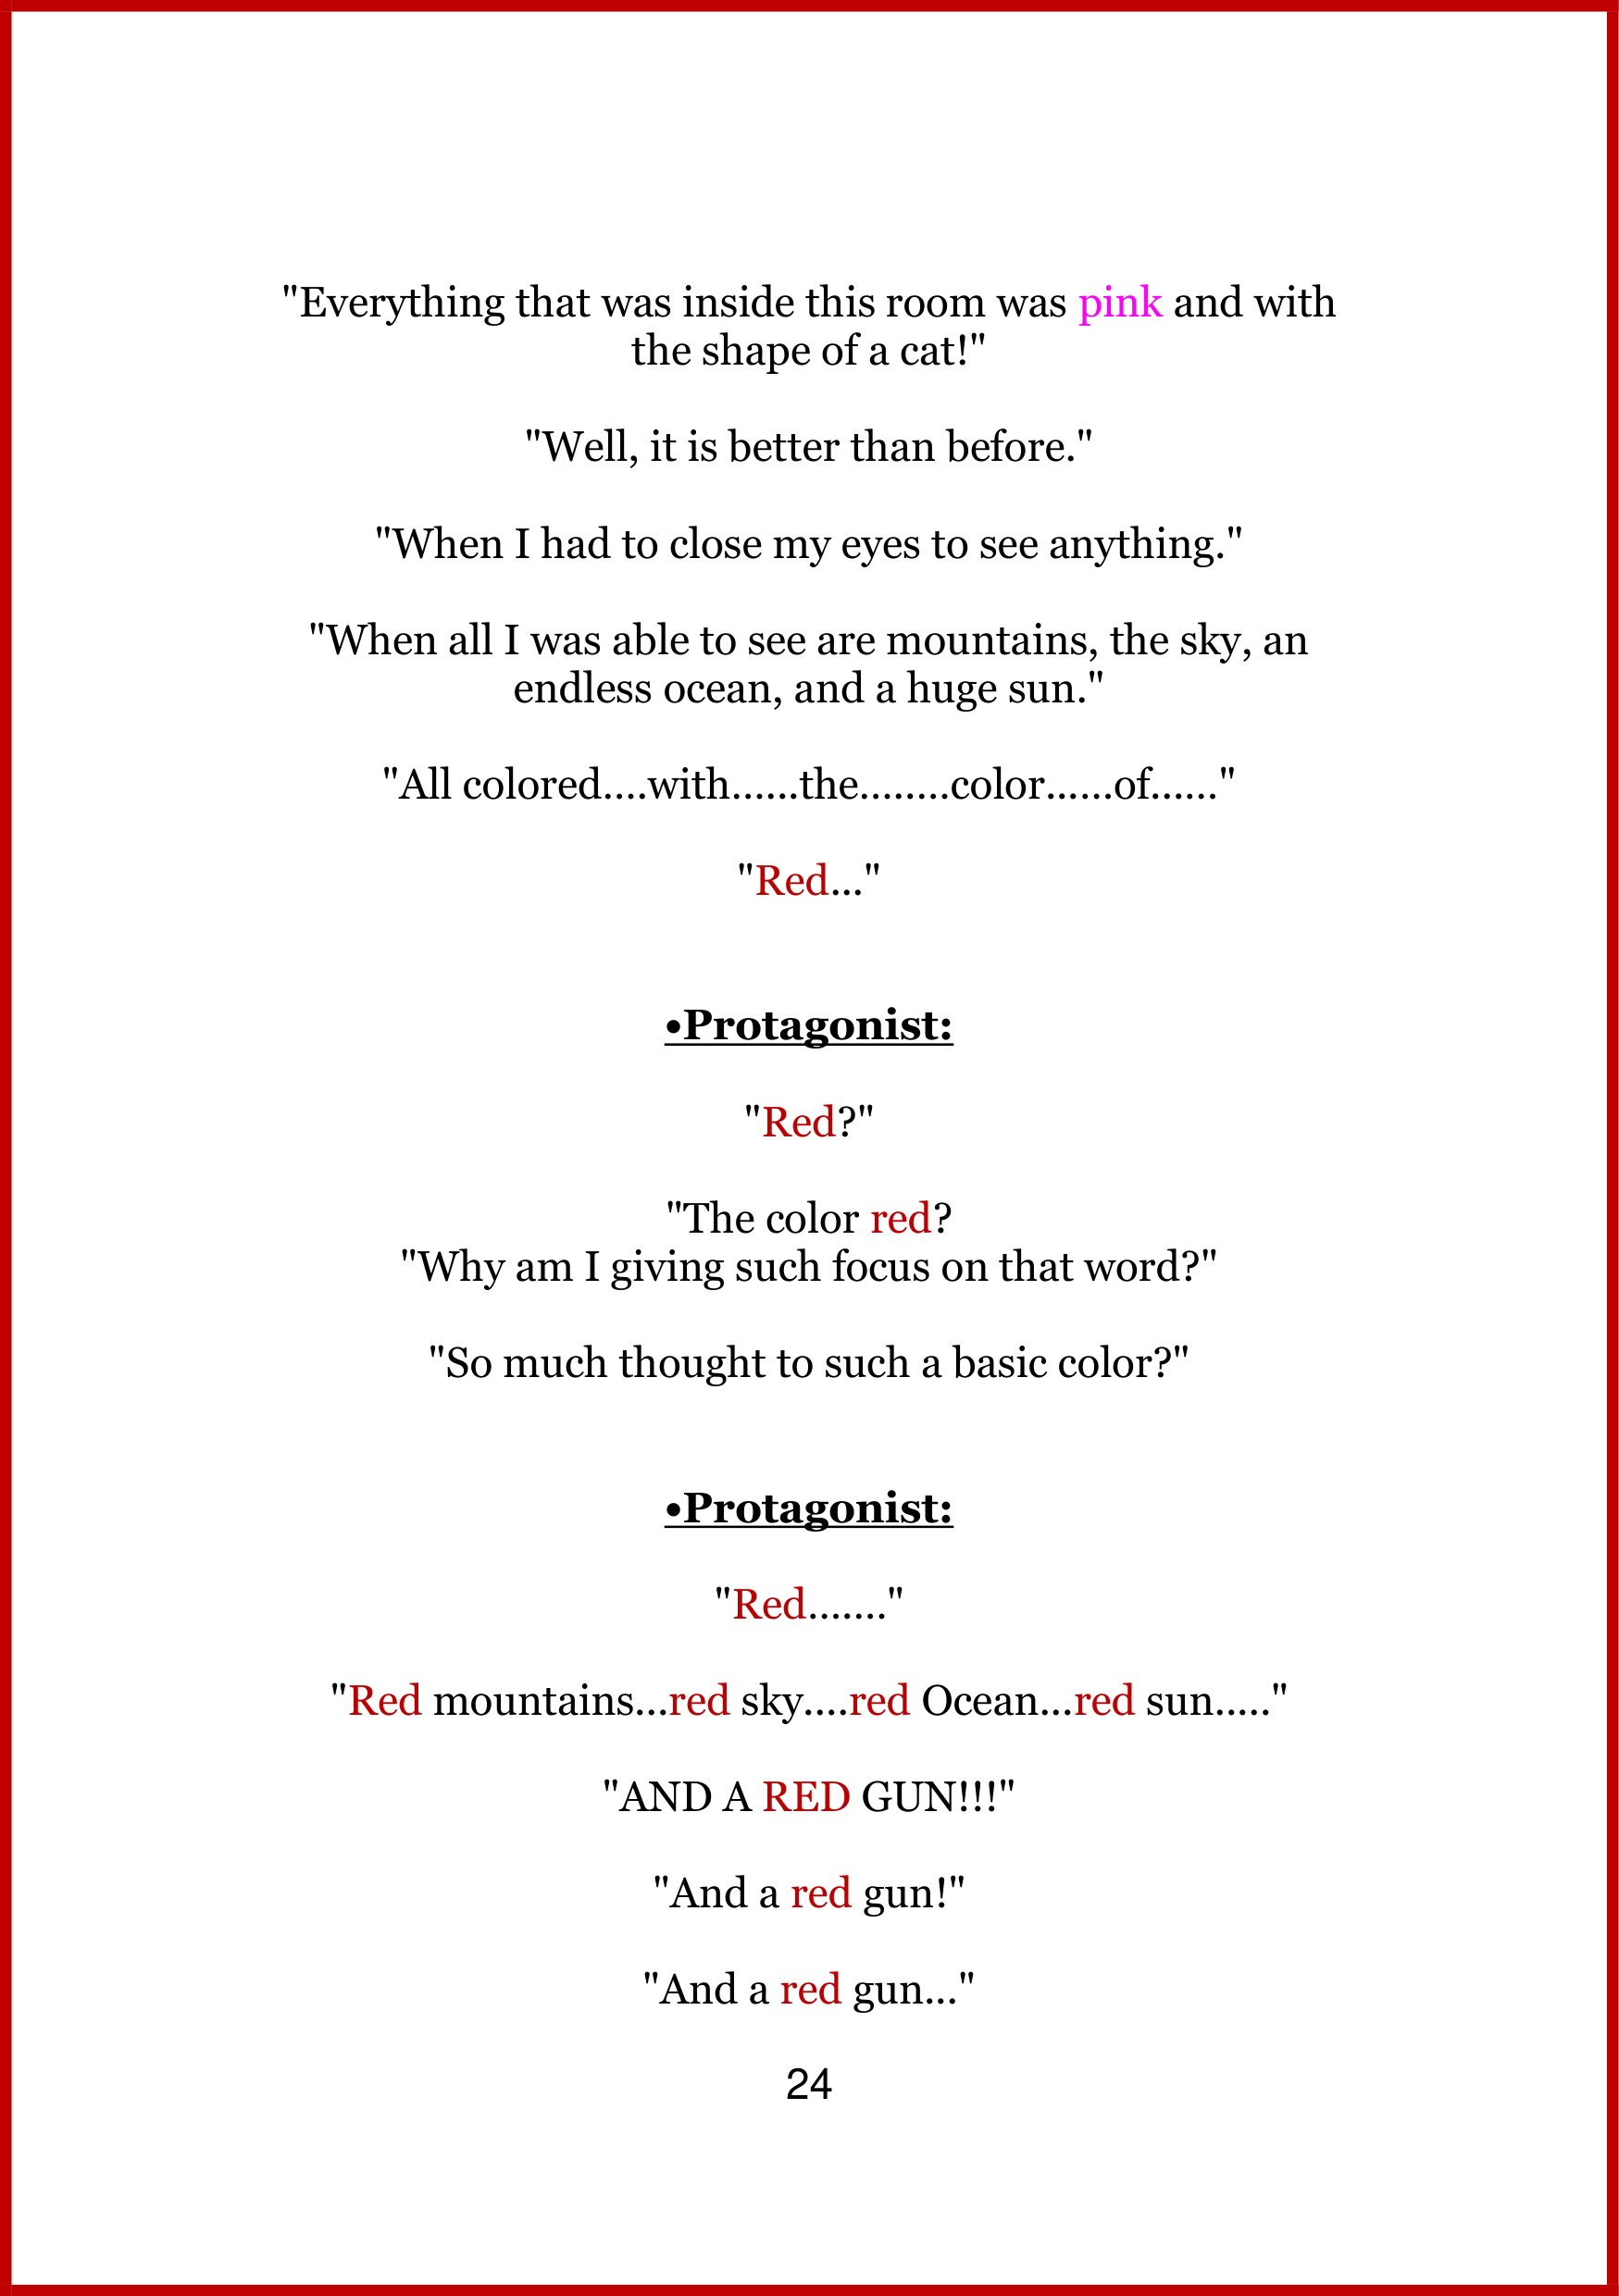 "Everything that was inside this room was pink and with
the shape of a cat!"
"Well, it is better than before."
"When I had to close my eyes to see anything."
"When all I was able to see are mountains, the sky, an
endless ocean, and a huge sun."
"All colored....with......the........color......of......"
"Red..."
•Protagonist:
"Red?"
"The color red?
"Why am I giving such focus on that word?"
"So much thought to such a basic color?"
•Protagonist:
"Red......."
"Red mountains...red sky....red Ocean...red sun....."
"AND A RED GUN!!!"
"And a red gun!"
"And a red gun..."
24